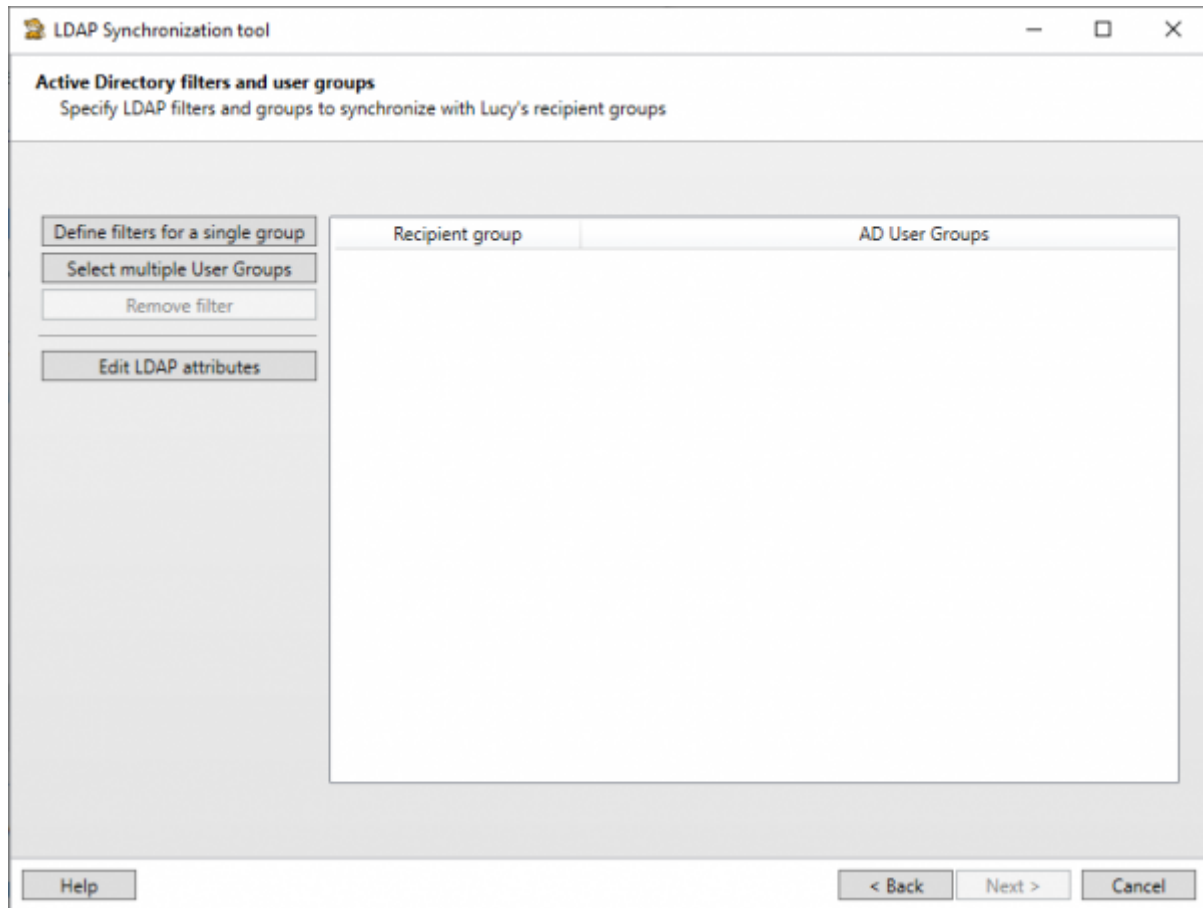 LDAP Synchronization tool
Active Directory filters and user groups
Specify LDAP filters and groups to synchronize with Lucy's recipient groups
Define filters for a single group
Select multiple User Groups
Remove filter
Edit LDAP attributes
Recipient group
AD User Groups
Help
< Back
Next >
Cancel